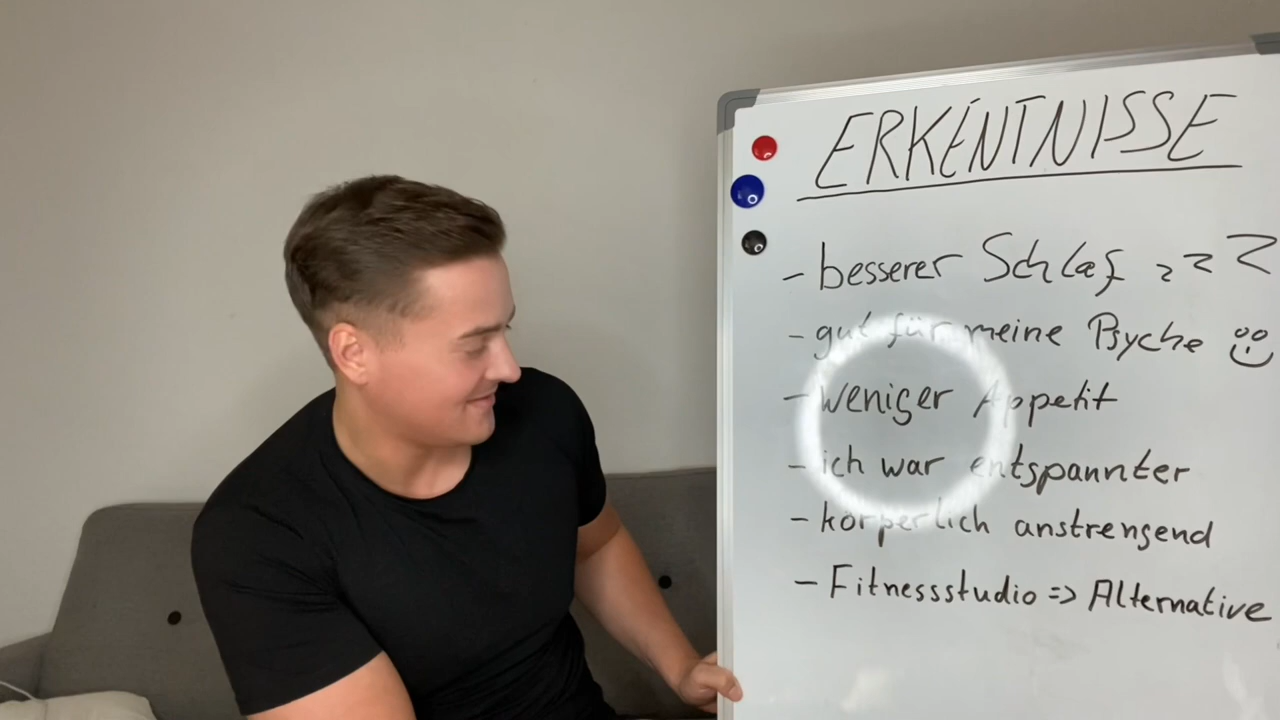 ERKENTNISSE
- besserer Schlaf zzZ
- gut für meine Psyche
- weniger Appetit
- ich war entspannter
- körperlich anstrengend
- Fitnessstudio => Alternative